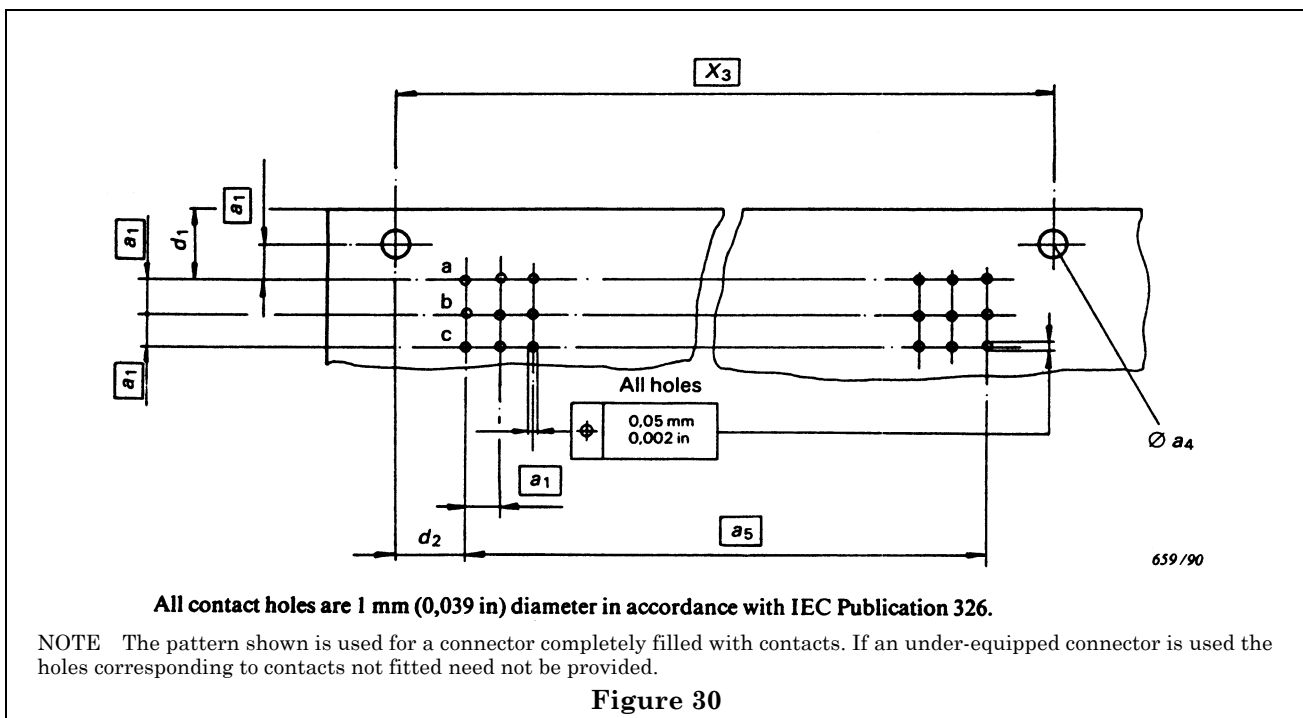 X3
a1
d1
a1
a
b
c
a1
All holes
0,05 mm
0,002 in
Ø a4
a1
d2
a5
659/90
All contact holes are 1 mm (0,039 in) diameter in accordance with IEC Publication 326.
NOTE The pattern shown is used for a connector completely filled with contacts. If an under-equipped connector is used the
holes corresponding to contacts not fitted need not be provided.
Figure 30